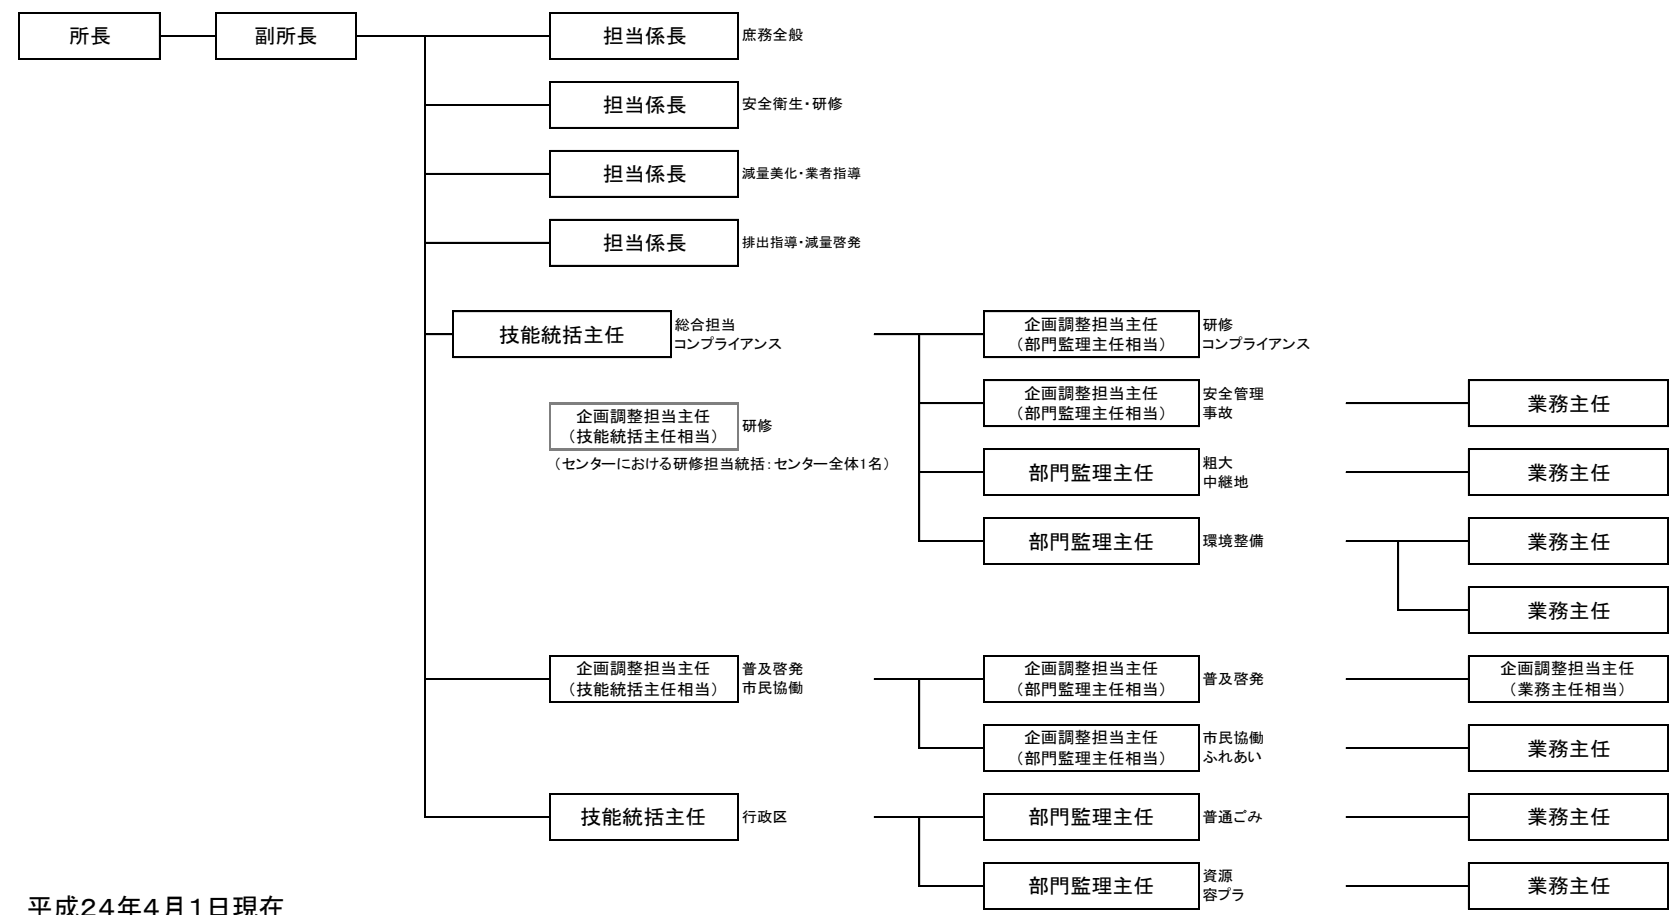 所長
副所長
担当係長
庶務全般
担当係長
安全衛生・研修
担当係長
減量美化・業者指導
担当係長
排出指導・減量啓発
技能統括主任
総合担当
コンプライアンス
企画調整担当主任
（部門監理主任相当）
研修
コンプライアンス
企画調整担当主任
（部門監理主任相当）
安全管理
事故
業務主任
企画調整担当主任
（技能統括主任相当）
研修
（センターにおける研修担当統括：センター全体1名）
部門監理主任
粗大
中継地
業務主任
部門監理主任
環境整備
業務主任
業務主任
企画調整担当主任
（技能統括主任相当）
普及啓発
市民協働
企画調整担当主任
（部門監理主任相当）
普及啓発
企画調整担当主任
（業務主任相当）
企画調整担当主任
（部門監理主任相当）
市民協働
ふれあい
業務主任
技能統括主任
行政区
部門監理主任
普通ごみ
業務主任
部門監理主任
資源
容プラ
業務主任
平成24年4月1日現在